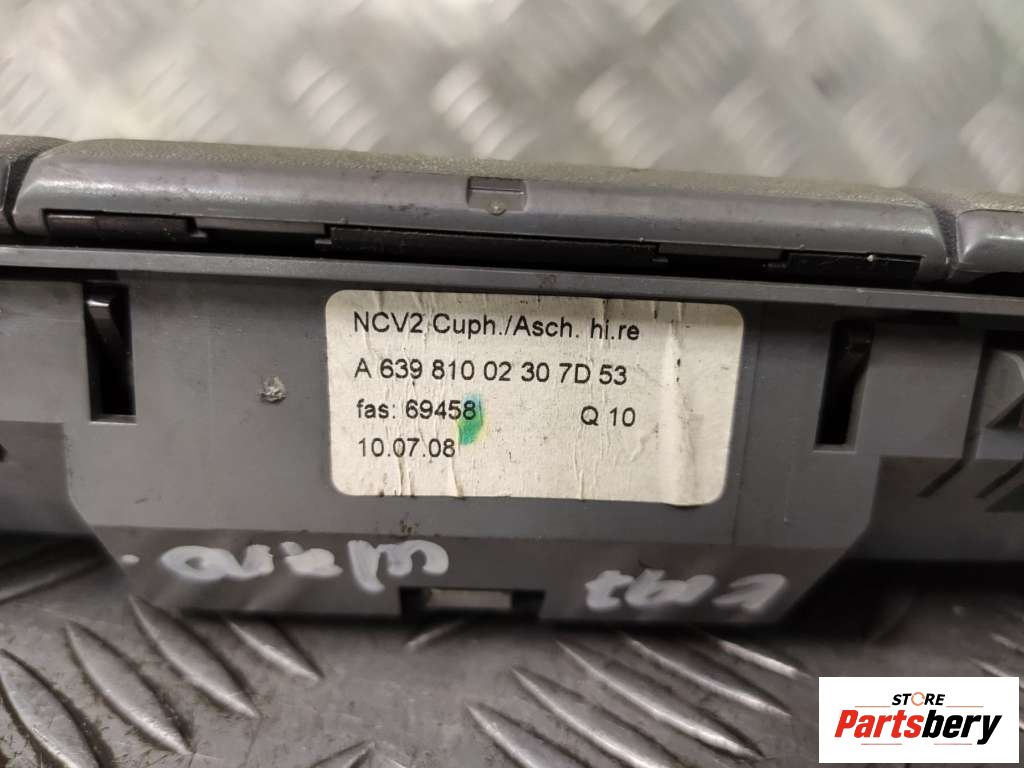 NCV2 Cuph./Asch. hi.re
A 639 810 02 30 7D 53
fas: 69458 Q 10
10.07.08
STORE
Partsbery